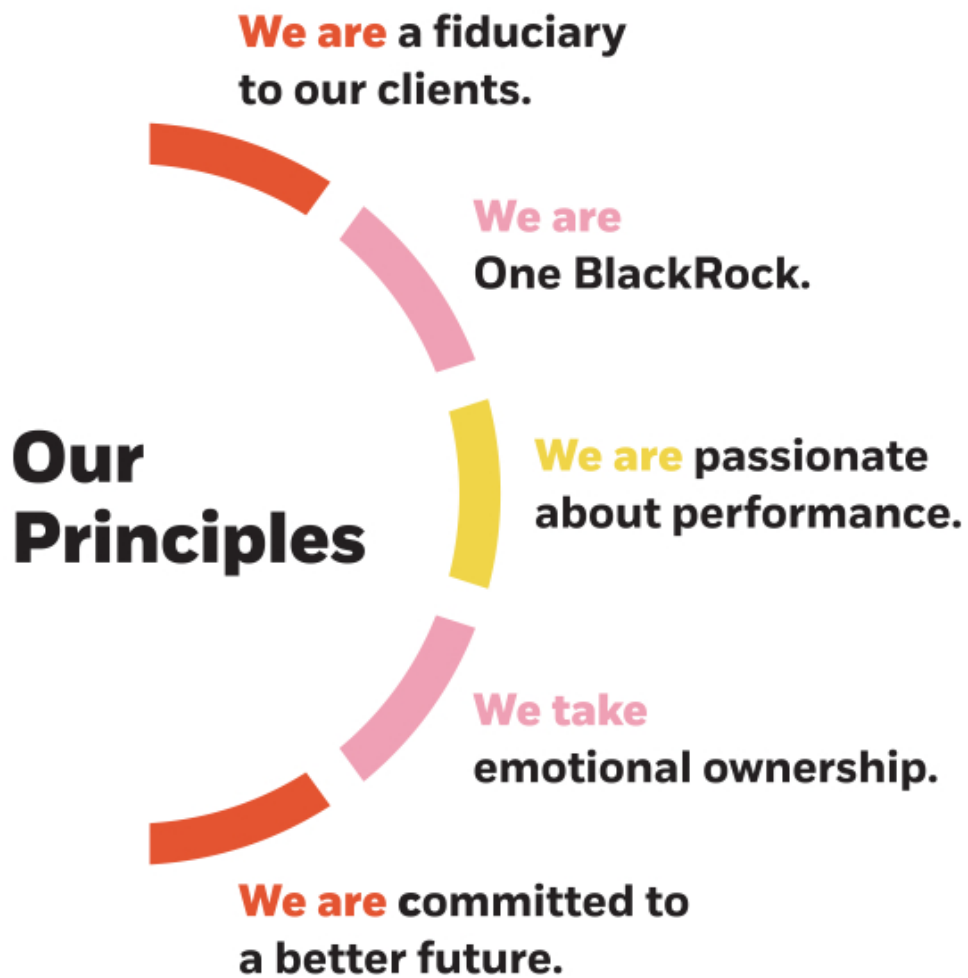 We are a fiduciary
to our clients.
We are
One BlackRock.
Our
Principles
We are passionate
about performance.
We take
emotional ownership.
We are committed to
a better future.